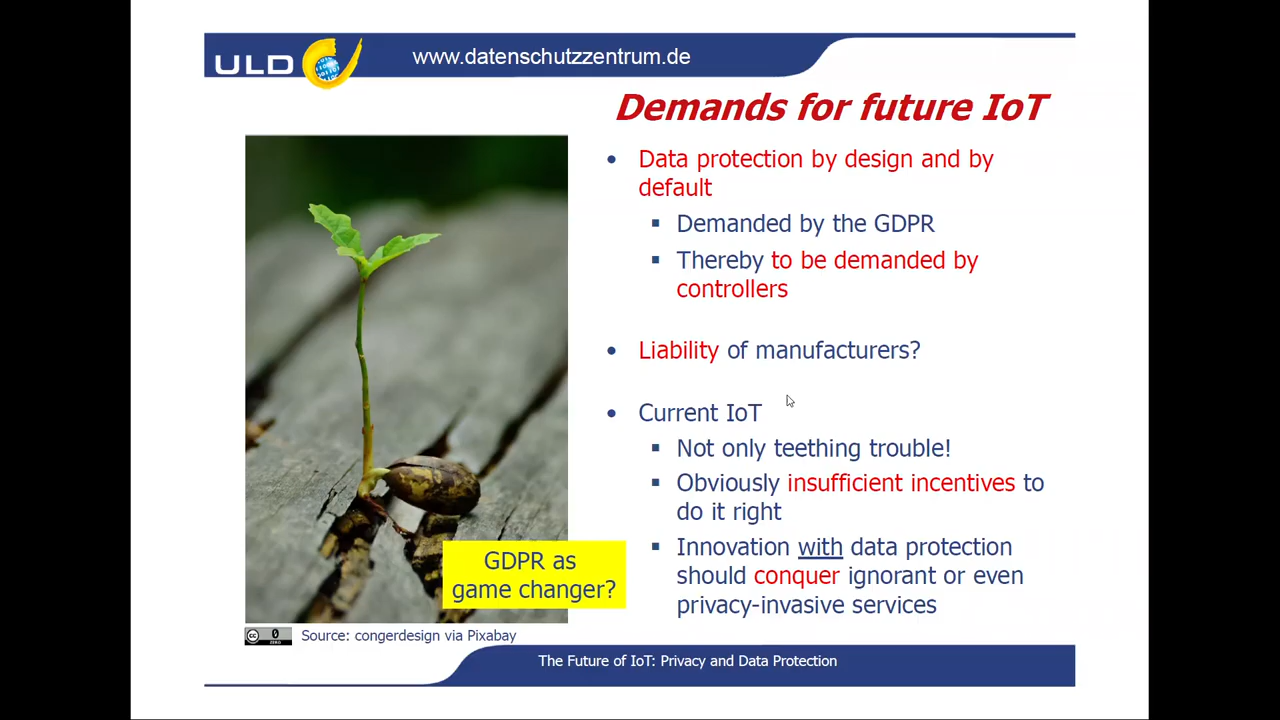 ULD
www.datenschutzzentrum.de
Demands for future IoT
• Data protection by design and by
default
▪ Demanded by the GDPR
▪ Thereby to be demanded by
controllers
• Liability of manufacturers?
• Current IoT
▪ Not only teething trouble!
▪ Obviously insufficient incentives to
do it right
▪ Innovation with data protection
should conquer ignorant or even
privacy-invasive services
GDPR as
game changer?
Source: congerdesign via Pixabay
The Future of IoT: Privacy and Data Protection